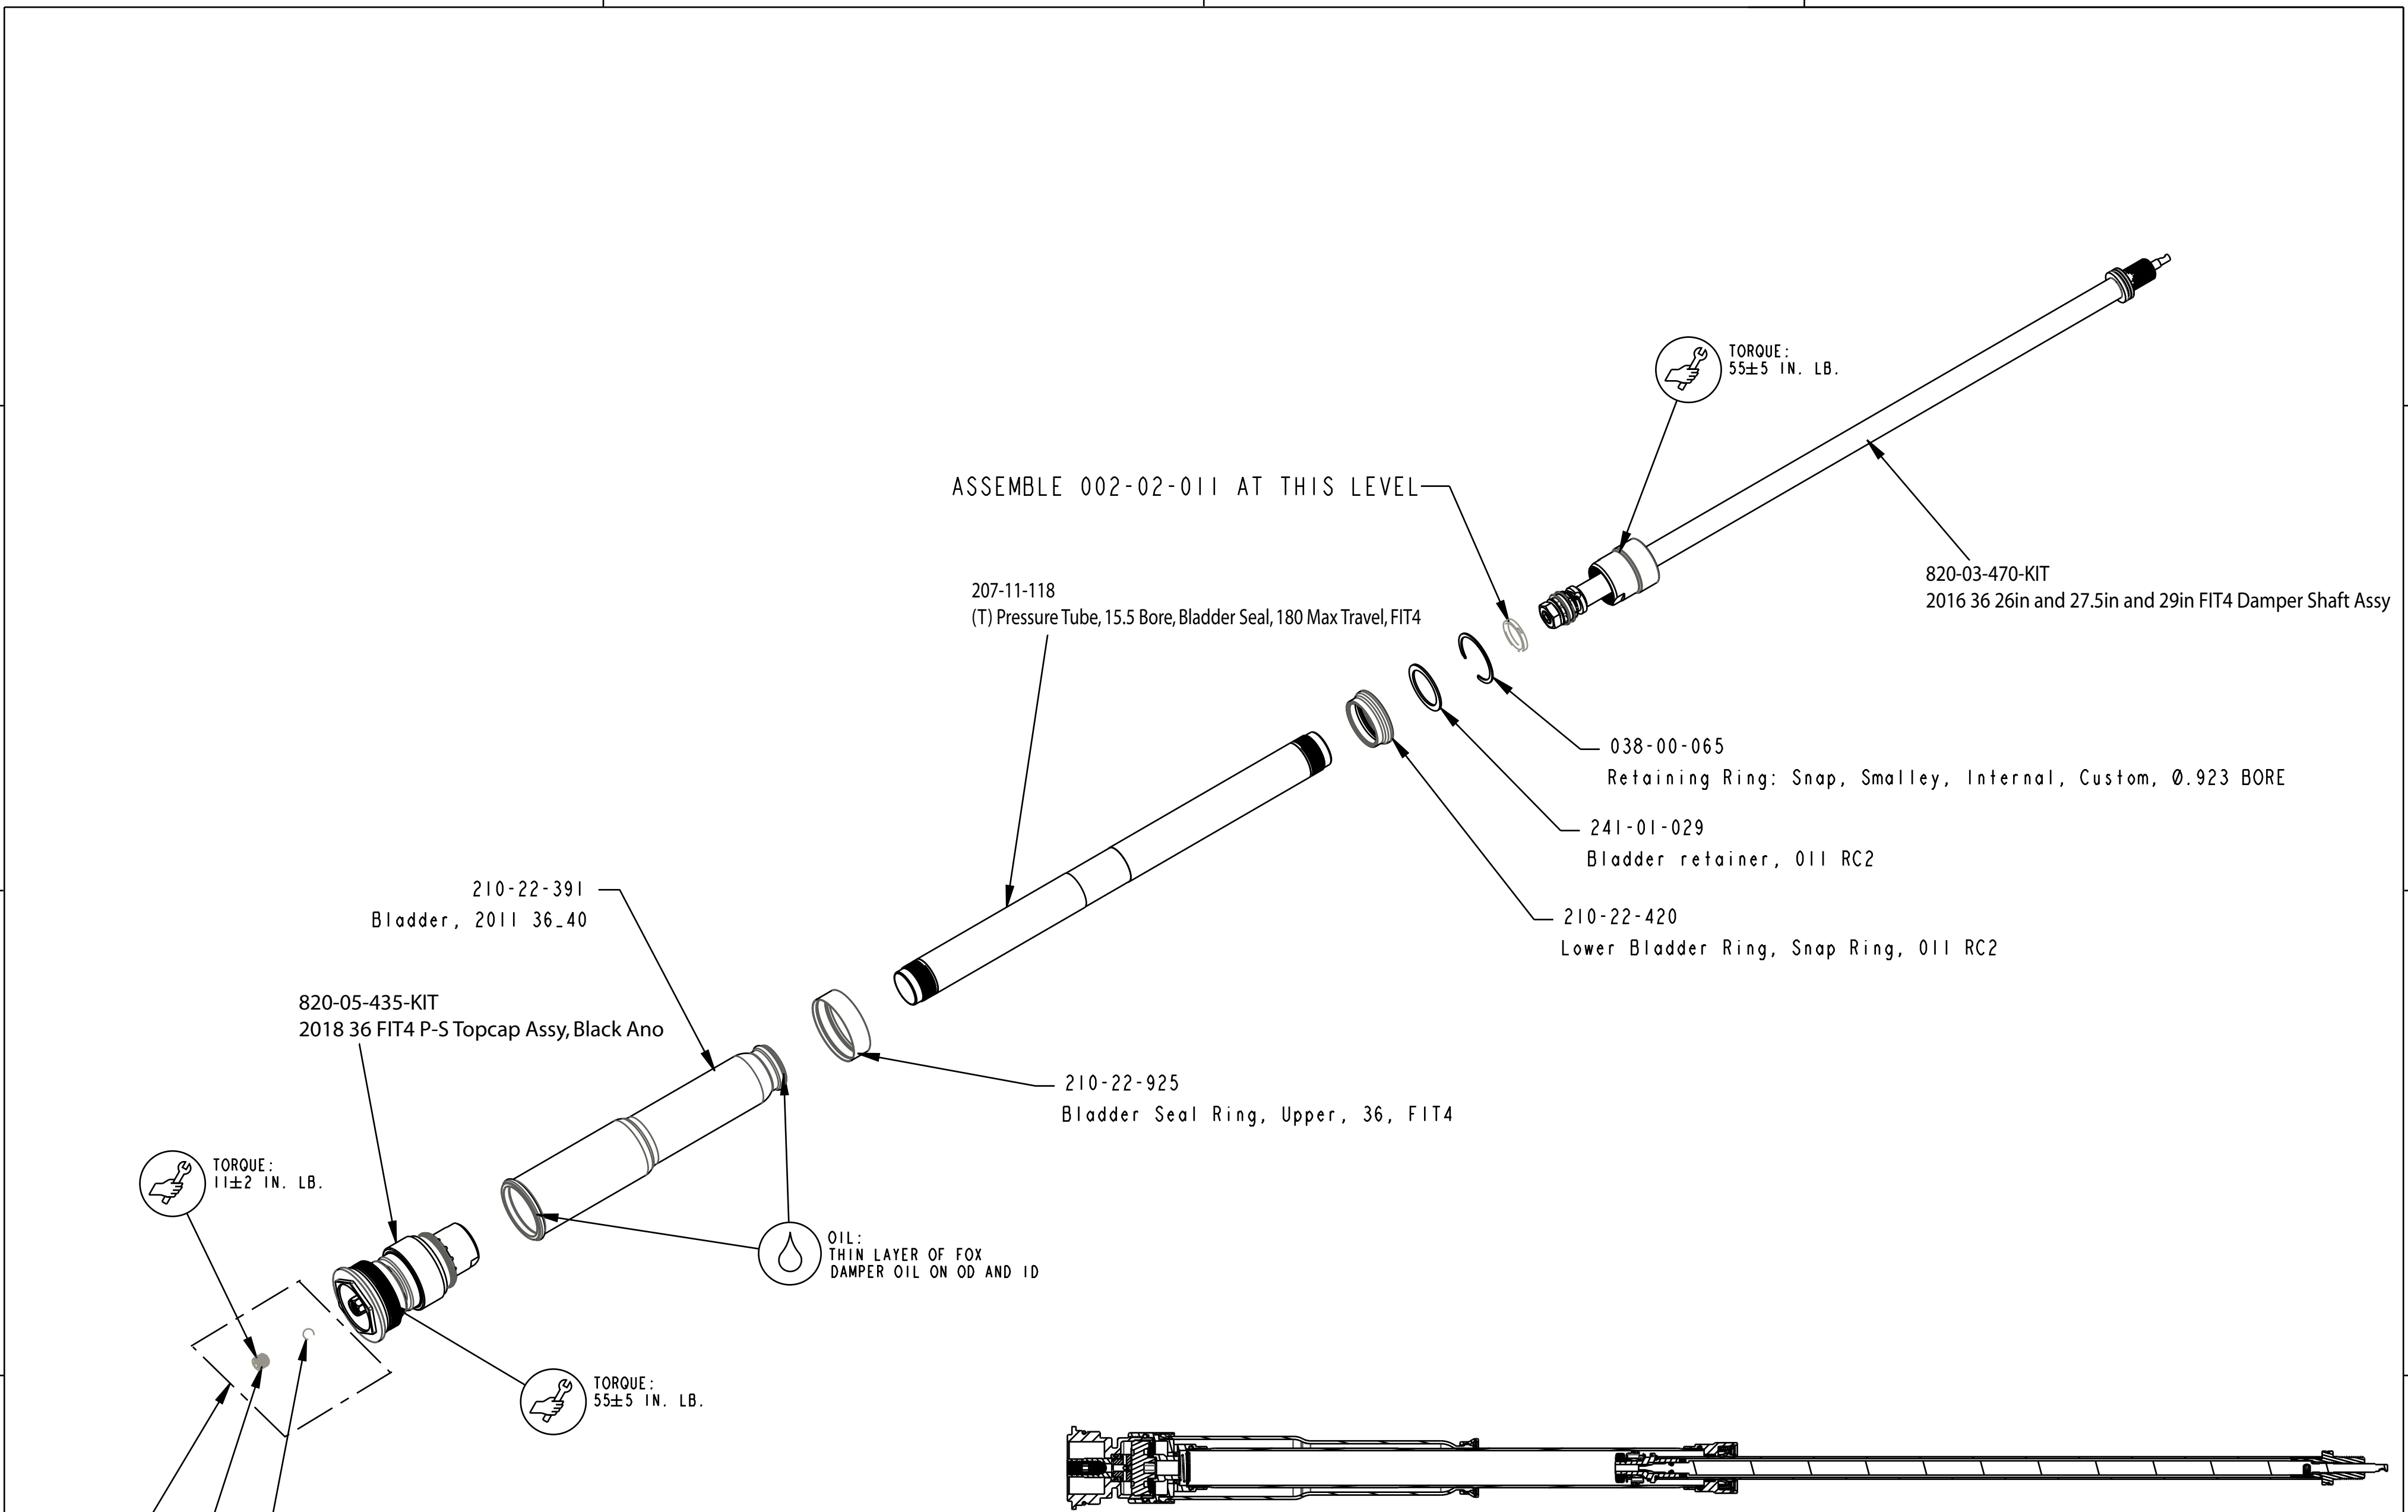 TORQUE:
55±5 IN. LB.
ASSEMBLE 002-02-011 AT THIS LEVEL
820-03-470-KIT
2016 36 26in and 27.5in and 29in FIT4 Damper Shaft Assy
207-11-118
(T) Pressure Tube, 15.5 Bore, Bladder Seal, 180 Max Travel, FIT4
038-00-065
Retaining Ring: Snap, Smalley, Internal, Custom, Ø.923 BORE
241-01-029
Bladder retainer, 011 RC2
210-22-391
Bladder, 2011 36_40
210-22-420
Lower Bladder Ring, Snap Ring, 011 RC2
820-05-435-KIT
2018 36 FIT4 P-S Topcap Assy, Black Ano
210-22-925
Bladder Seal Ring, Upper, 36, FIT4
TORQUE:
11±2 IN. LB.
OIL:
THIN LAYER OF FOX
DAMPER OIL ON OD AND ID
TORQUE:
55±5 IN. LB.